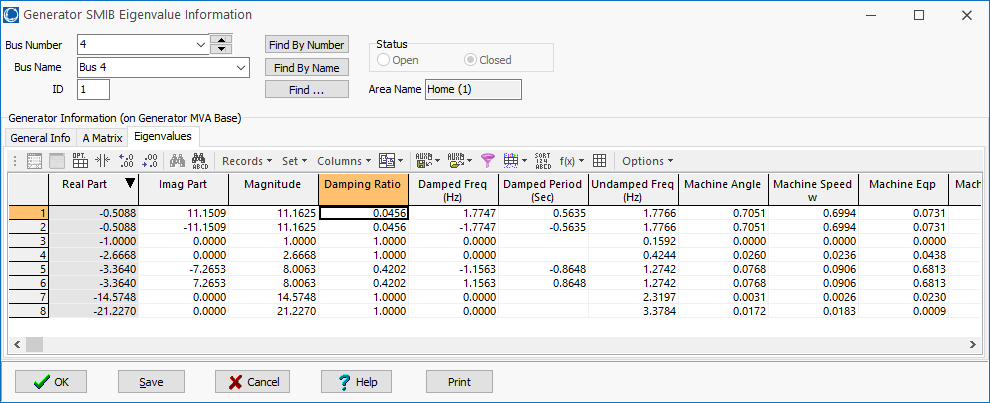 Generator SMIB Eigenvalue Information
Bus Number 4 Find By Number Status
Open Closed
Bus Name Bus 4 Find By Name
ID 1 Find ... Area Name Home (1)
Generator Information (on Generator MVA Base)
General Info A Matrix Eigenvalues
Records Set Columns AUXB AUXB SORT 124 ABCD f(x) Options
Real Part Imag Part Magnitude Damping Ratio Damped Freq (Hz) Damped Period (Sec) Undamped Freq (Hz) Machine Angle Machine Speed w Machine Eqp Mach
1 -0.5088 11.1509 11.1625 0.0456 1.7747 0.5635 1.7766 0.7051 0.6994 0.0731
2 -0.5088 -11.1509 11.1625 0.0456 -1.7747 -0.5635 1.7766 0.7051 0.6994 0.0731
3 -1.0000 0.0000 1.0000 1.0000 0.0000 0.1592 0.0000 0.0000 0.0000
4 -2.6668 0.0000 2.6668 1.0000 0.0000 0.4244 0.0260 0.0236 0.0438
5 -3.3640 -7.2653 8.0063 0.4202 -1.1563 -0.8648 1.2742 0.0768 0.0906 0.6813
6 -3.3640 7.2653 8.0063 0.4202 1.1563 0.8648 1.2742 0.0768 0.0906 0.6813
7 -14.5748 0.0000 14.5748 1.0000 0.0000 2.3197 0.0031 0.0026 0.0230
8 -21.2270 0.0000 21.2270 1.0000 0.0000 3.3784 0.0172 0.0183 0.0009
OK Save Cancel ? Help Print